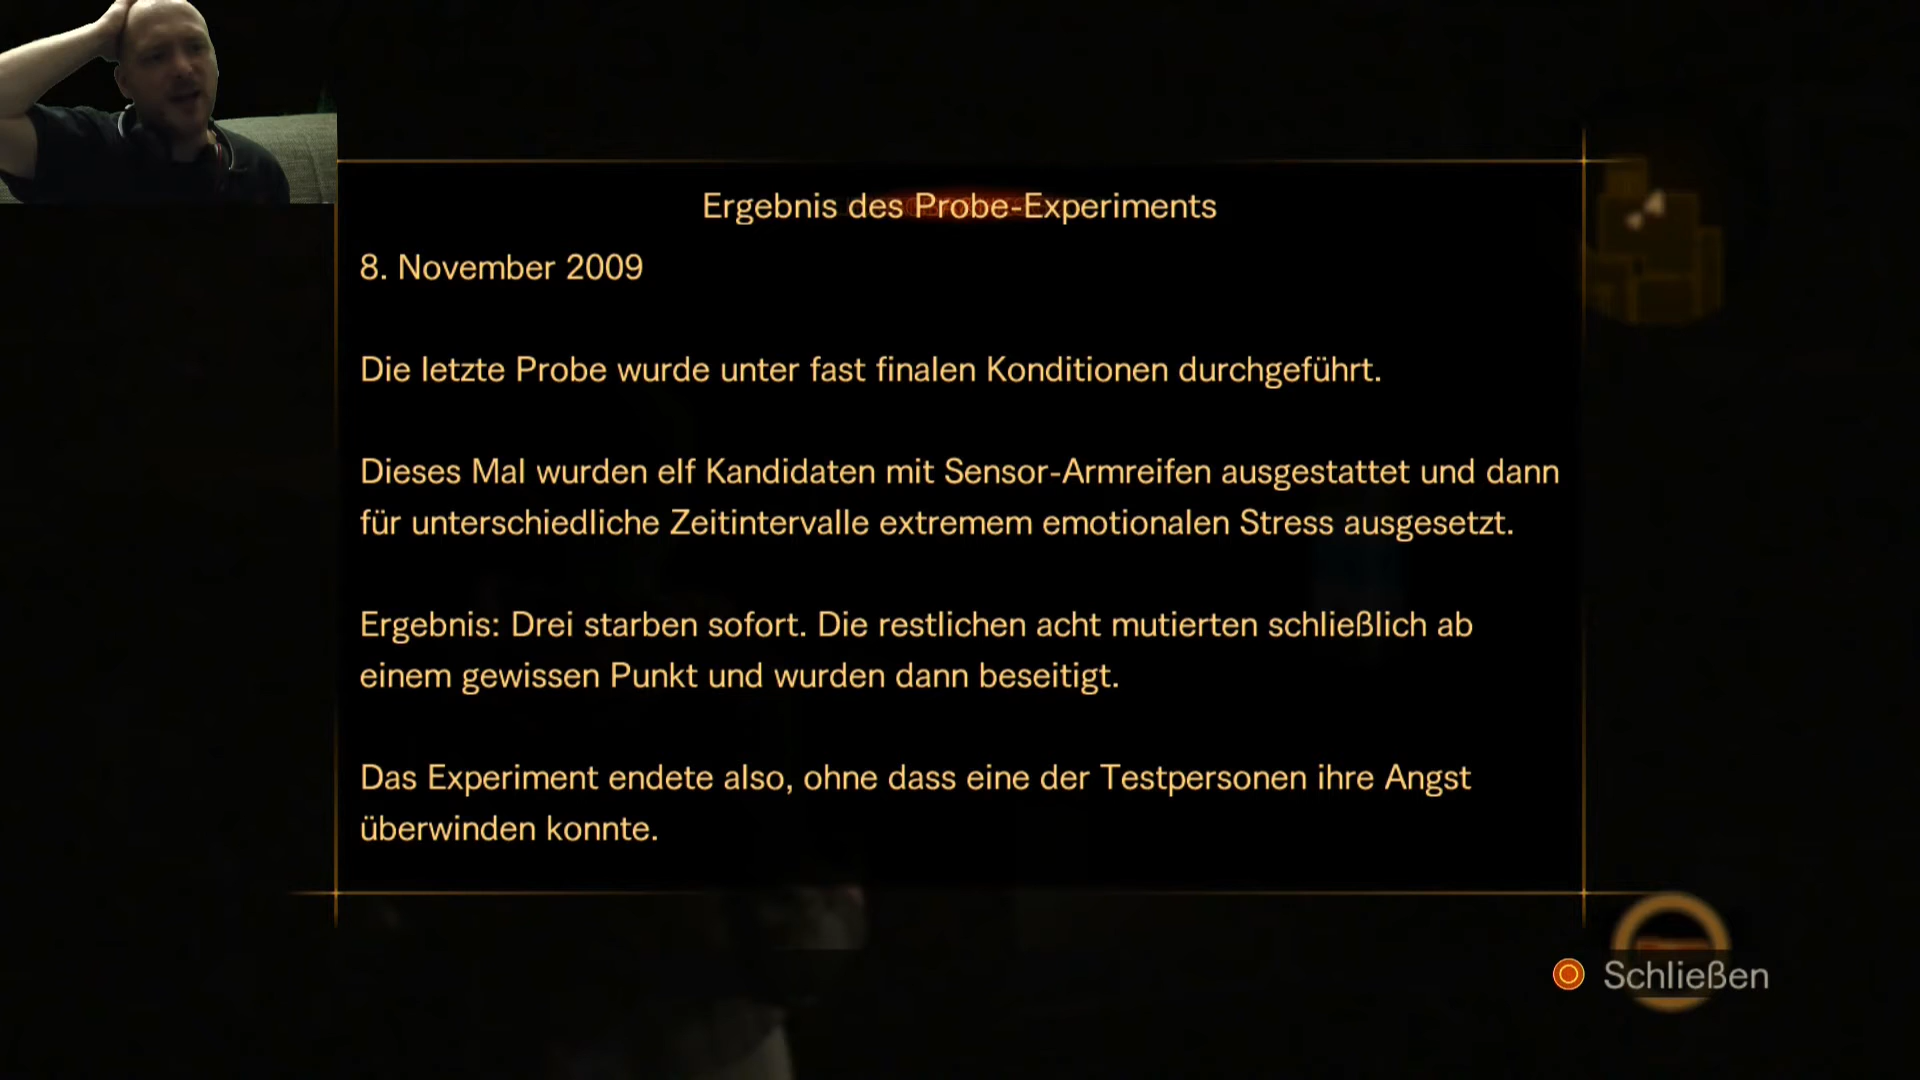 Ergebnis des Probe-Experiments
8. November 2009
Die letzte Probe wurde unter fast finalen Konditionen durchgeführt.
Dieses Mal wurden elf Kandidaten mit Sensor-Armreifen ausgestattet und dann
für unterschiedliche Zeitintervalle extremem emotionalen Stress ausgesetzt.
Ergebnis: Drei starben sofort. Die restlichen acht mutierten schließlich ab
einem gewissen Punkt und wurden dann beseitigt.
Das Experiment endete also, ohne dass eine der Testpersonen ihre Angst
überwinden konnte.
Schließen